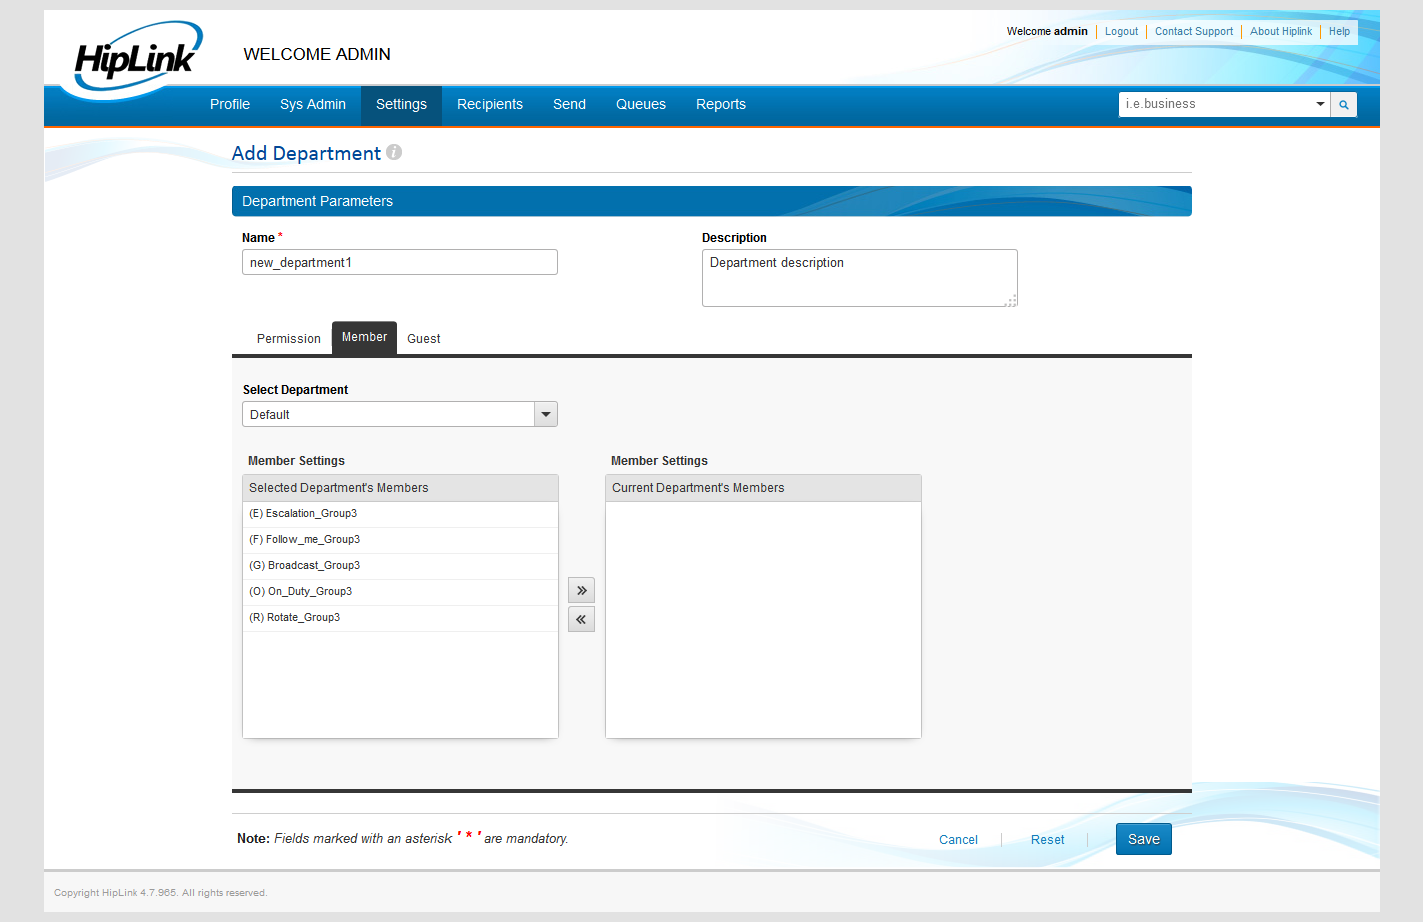 HipLink
WELCOME ADMIN
Welcome admin Logout Contact Support About Hiplink Help
Profile Sys Admin Settings Recipients Send Queues Reports
i.e.business
Add Department i
Department Parameters
Name * Description
new_department1 Department description
Permission Member Guest
Select Department
Default
Member Settings Member Settings
Selected Department's Members Current Department's Members
(E) Escalation_Group3
(F) Follow_me_Group3
(G) Broadcast_Group3
(O) On_Duty_Group3
(R) Rotate_Group3
»
«
Note: Fields marked with an asterisk ' * ' are mandatory.
Cancel Reset Save
Copyright HipLink 4.7.965. All rights reserved.